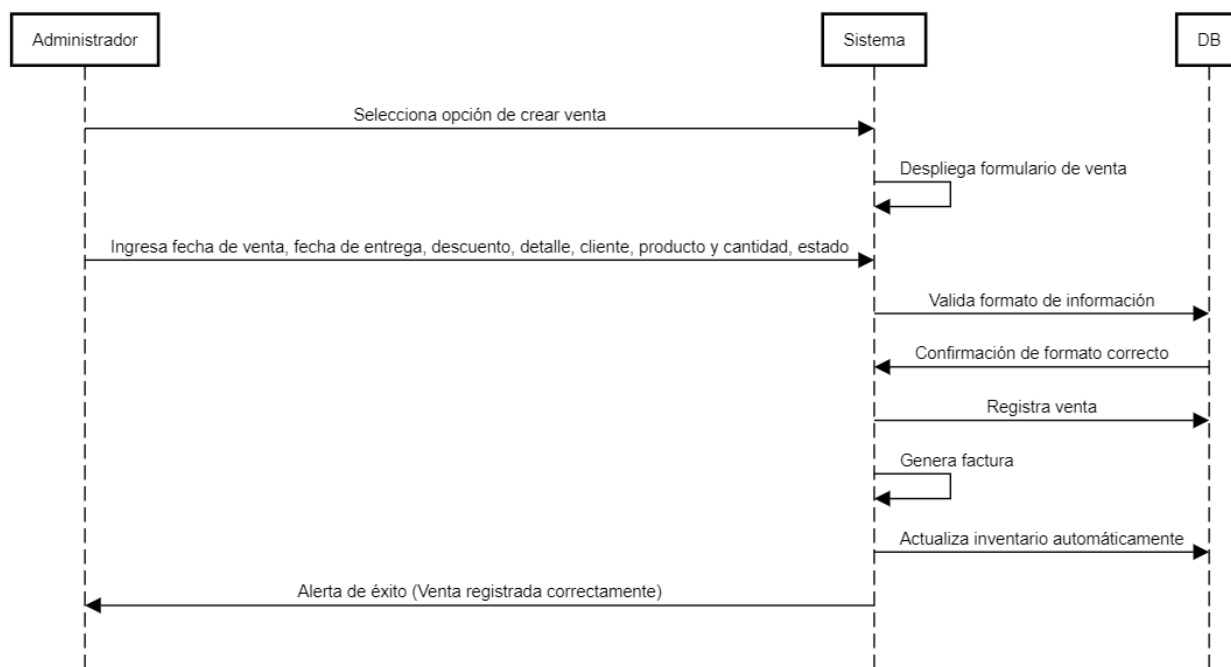 Administrador
Sistema
DB
Selecciona opción de crear venta
Despliega formulario de venta
Ingresa fecha de venta, fecha de entrega, descuento, detalle, cliente, producto y cantidad, estado
Valida formato de información
Confirmación de formato correcto
Registra venta
Genera factura
Actualiza inventario automáticamente
Alerta de éxito (Venta registrada correctamente)